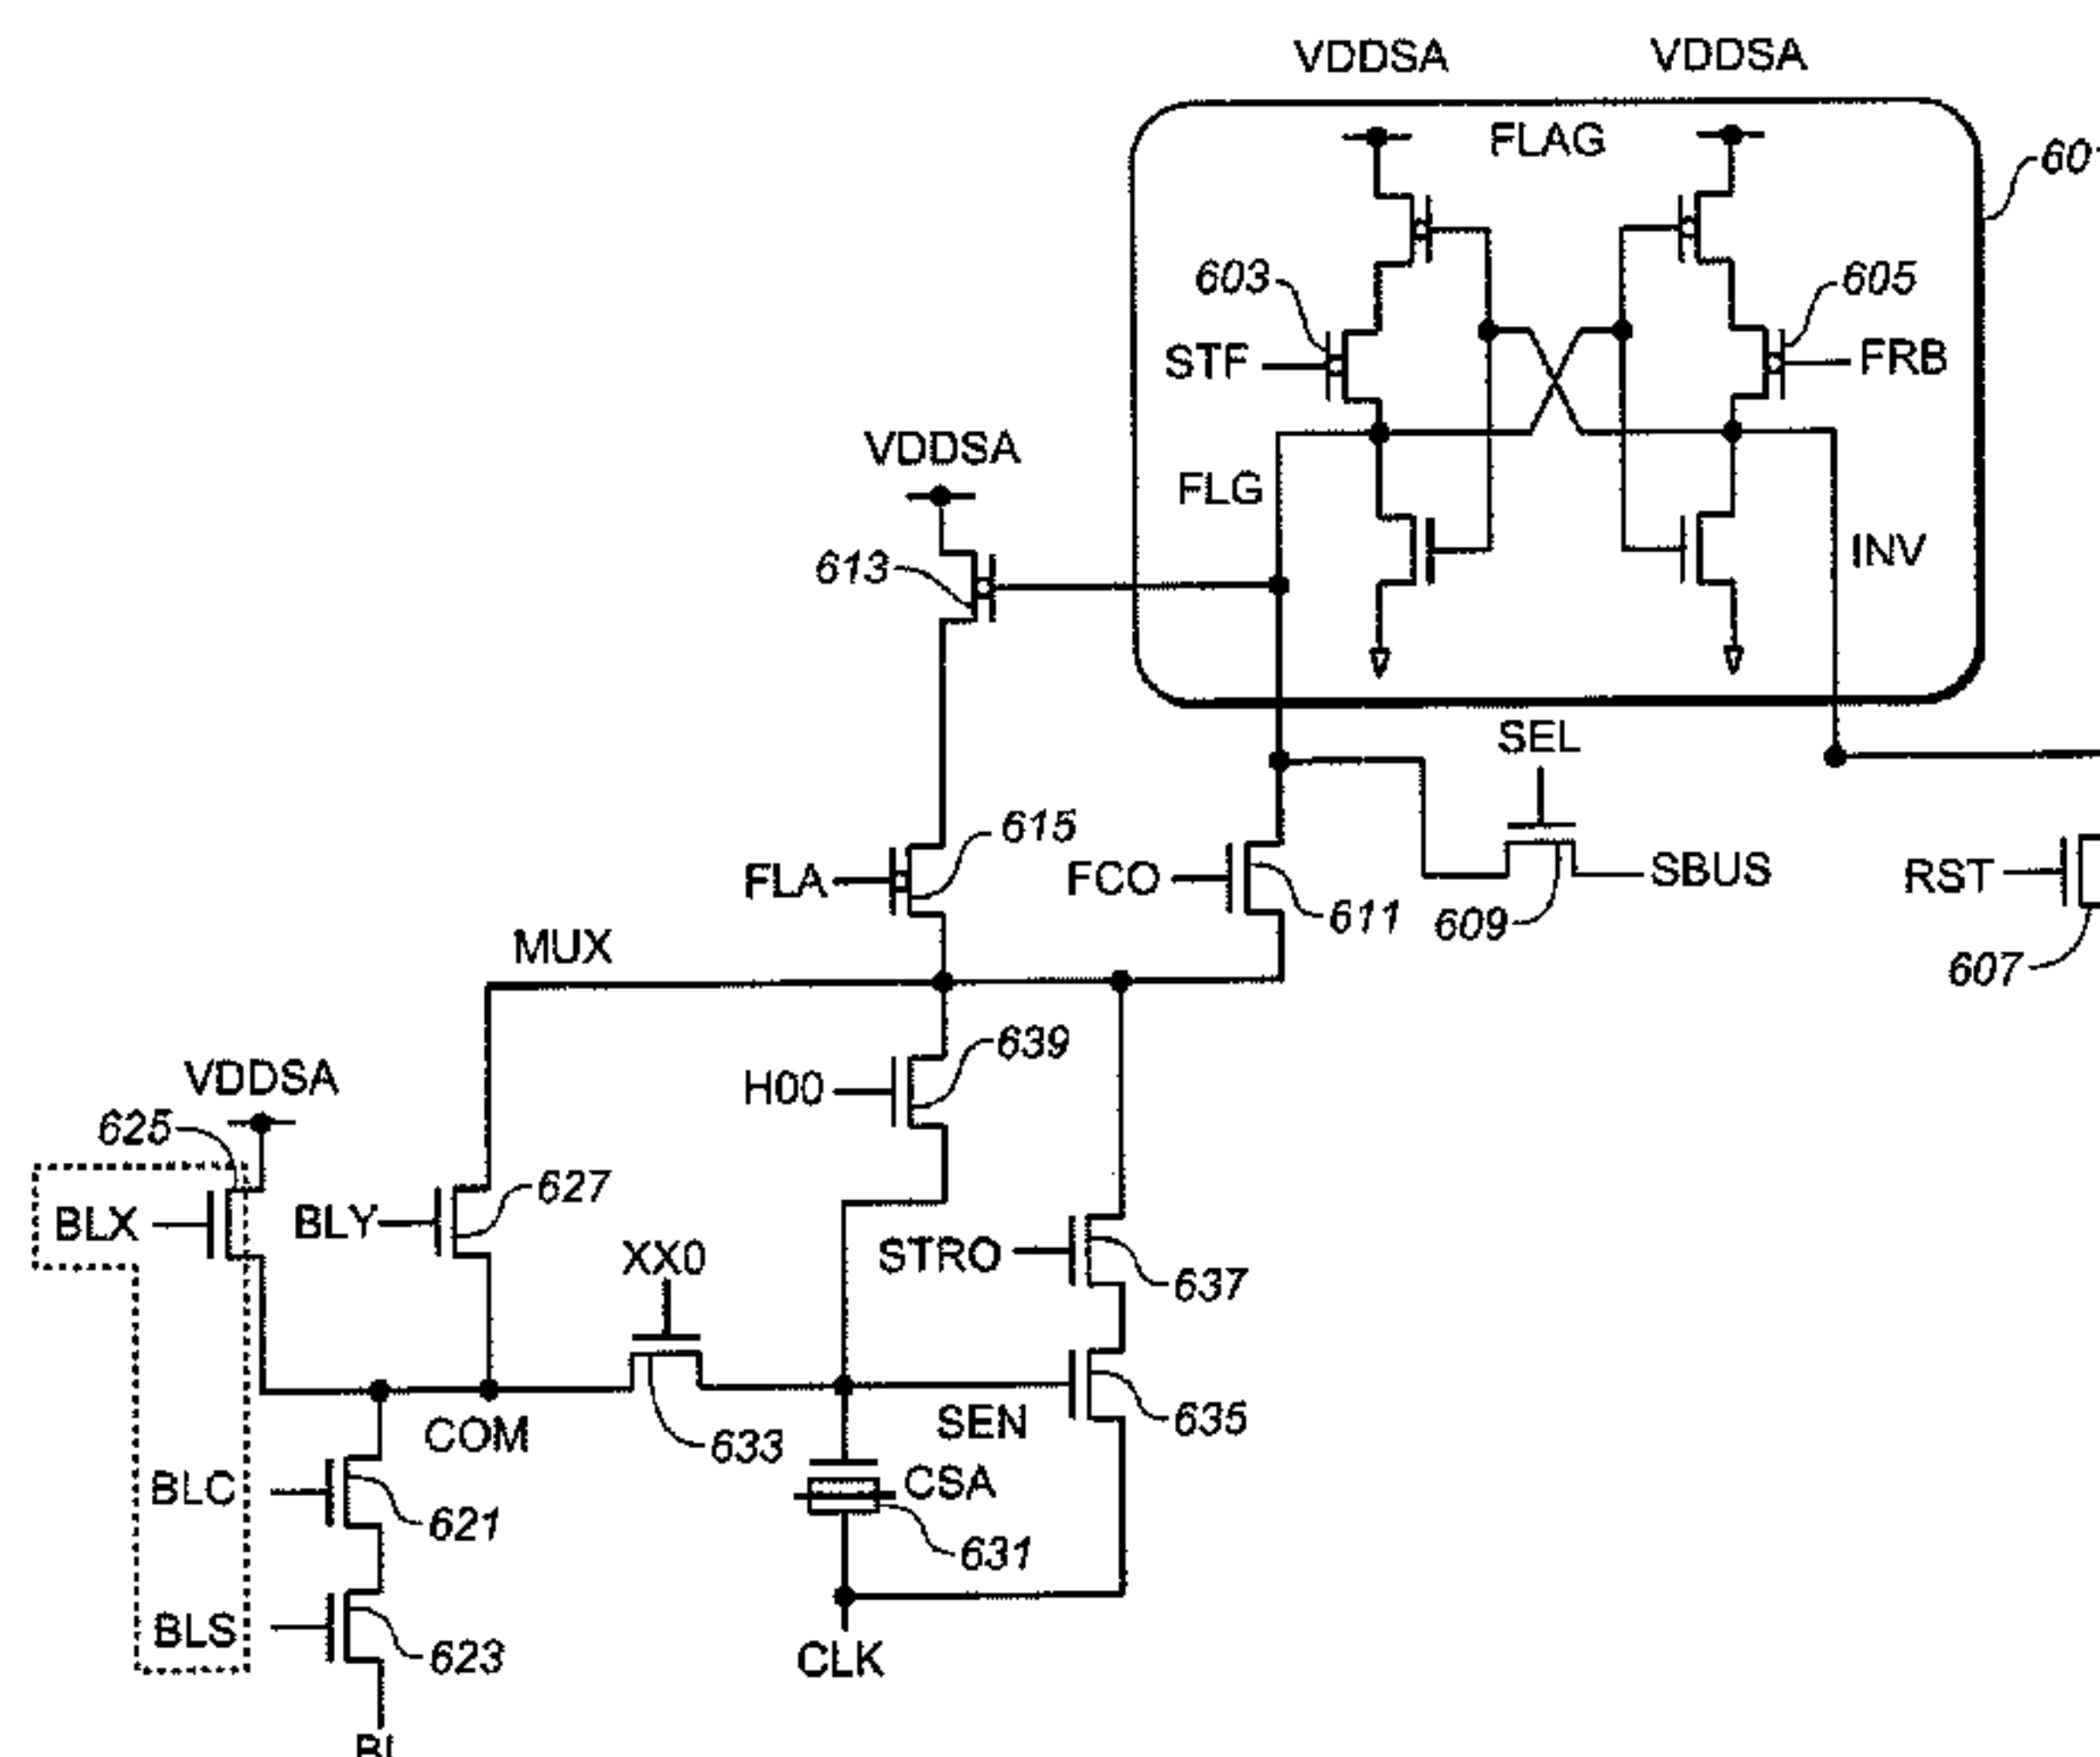 VDDSA VDDSA
FLAG
603
605
STF
FRB
VDDSA
FLG
613
INV
SEL
615
FLA
FCO
611
609
SBUS
RST
607
MUX
639
VDDSA
H00
625
627
BLX
BLY
XX0
STRO
637
COM
633
SEN
635
BLC
CSA
621
631
BLS
623
CLK